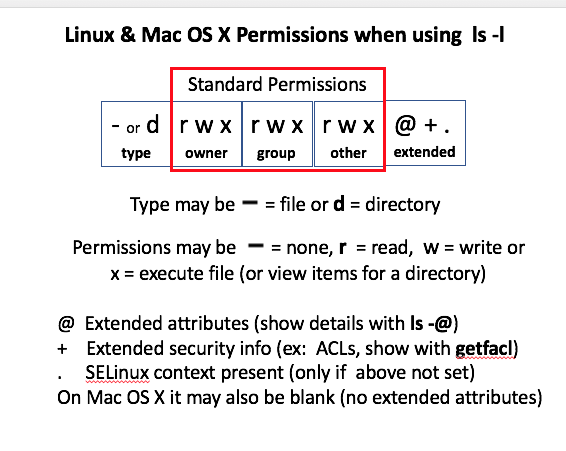 Linux & Mac OS X Permissions when using ls -l
Standard Permissions
- or d r w x r w x r w x @ + .
type owner group other extended
Type may be – = file or d = directory
Permissions may be – = none, r = read, w = write or
x = execute file (or view items for a directory)
@ Extended attributes (show details with ls -@)
+ Extended security info (ex: ACLs, show with getfacl)
. SELinux context present (only if above not set)
On Mac OS X it may also be blank (no extended attributes)